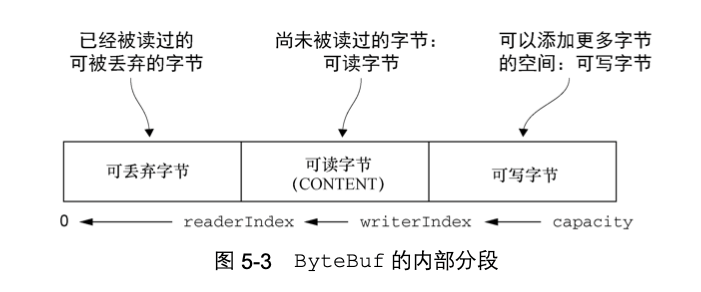 已经被读过的
可被丢弃的字节
尚未被读过的字节：
可读字节
可以添加更多字节
的空间：可写字节
可丢弃字节
可读字节
(CONTENT)
可写字节
0 readerIndex writerIndex capacity
图 5-3 ByteBuf 的内部分段